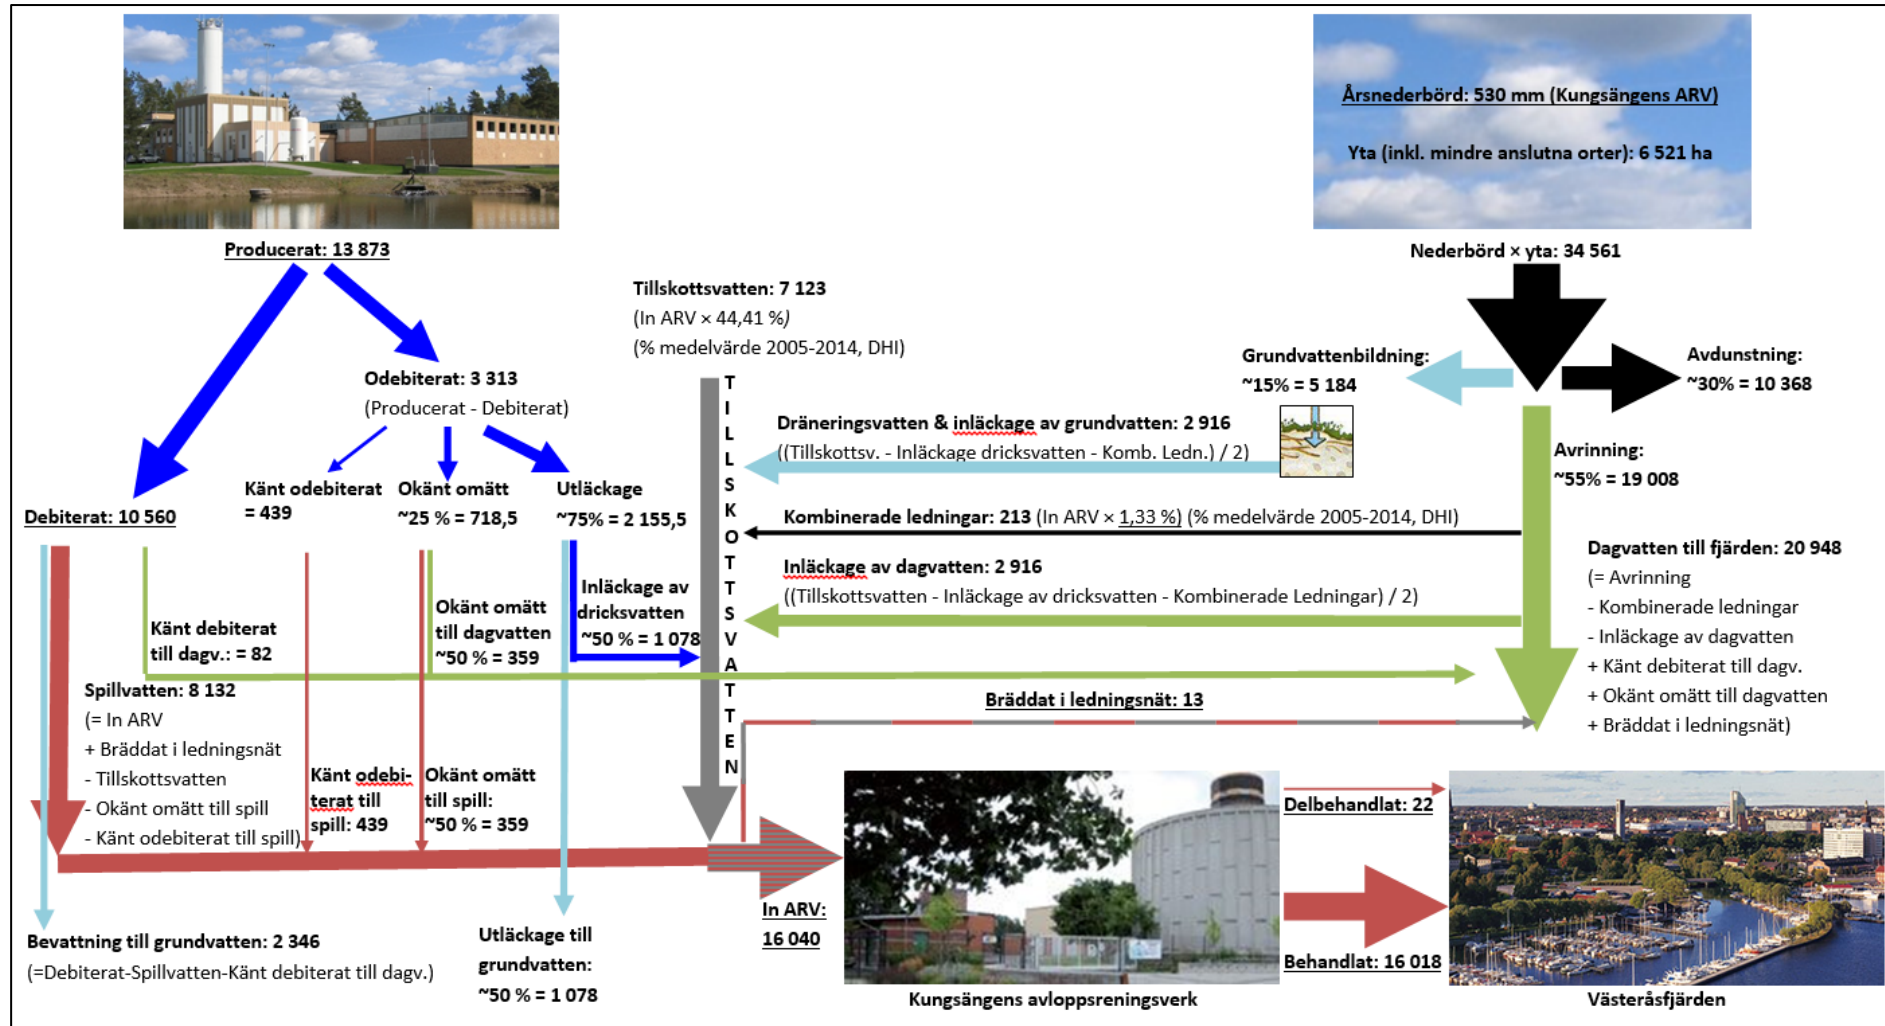 Årsnederbörd: 530 mm (Kungsängens ARV)
Yta (inkl. mindre anslutna orter): 6 521 ha
Producerat: 13 873
Nederbörd × yta: 34 561
Tillskottsvatten: 7 123
(In ARV × 44,41 %)
(% medelvärde 2005-2014, DHI)
Grundvattenbildning:
~15% = 5 184
Avdunstning:
~30% = 10 368
Odebiterat: 3 313
(Producerat - Debiterat)
TILLSKOTTSVATTEN
Dräneringsvatten & inläckage av grundvatten: 2 916
((Tillskottsv. - Inläckage dricksvatten - Komb. Ledn.) / 2)
Avrinning:
~55% = 19 008
Känt odebiterat
= 439
Okänt omätt
~25 % = 718,5
Utläckage
~75% = 2 155,5
Debiterat: 10 560
Kombinerade ledningar: 213 (In ARV × 1,33 %) (% medelvärde 2005-2014, DHI)
Inläckage av dagvatten: 2 916
((Tillskottsvatten - Inläckage av dricksvatten - Kombinerade Ledningar) / 2)
Dagvatten till fjärden: 20 948
(= Avrinning
- Kombinerade ledningar
- Inläckage av dagvatten
+ Känt debiterat till dagv.
+ Okänt omätt till dagvatten
+ Bräddat i ledningsnät)
Inläckage av
dricksvatten
~50 % = 1 078
Okänt omätt
till dagvatten
~50 % = 359
Känt debiterat
till dagv.: = 82
Spillvatten: 8 132
(= In ARV
+ Bräddat i ledningsnät
- Tillskottsvatten
- Okänt omätt till spill
- Känt odebiterat till spill)
Bräddat i ledningsnät: 13
Känt odebi-
terat till
spill: 439
Okänt omätt
till spill:
~50 % = 359
In ARV:
16 040
Delbehandlat: 22
Behandlat: 16 018
Bevattning till grundvatten: 2 346
(=Debiterat-Spillvatten-Känt debiterat till dagv.)
Utläckage till
grundvatten:
~50 % = 1 078
Kungsängens avloppsreningsverk
Västeråsfjärden